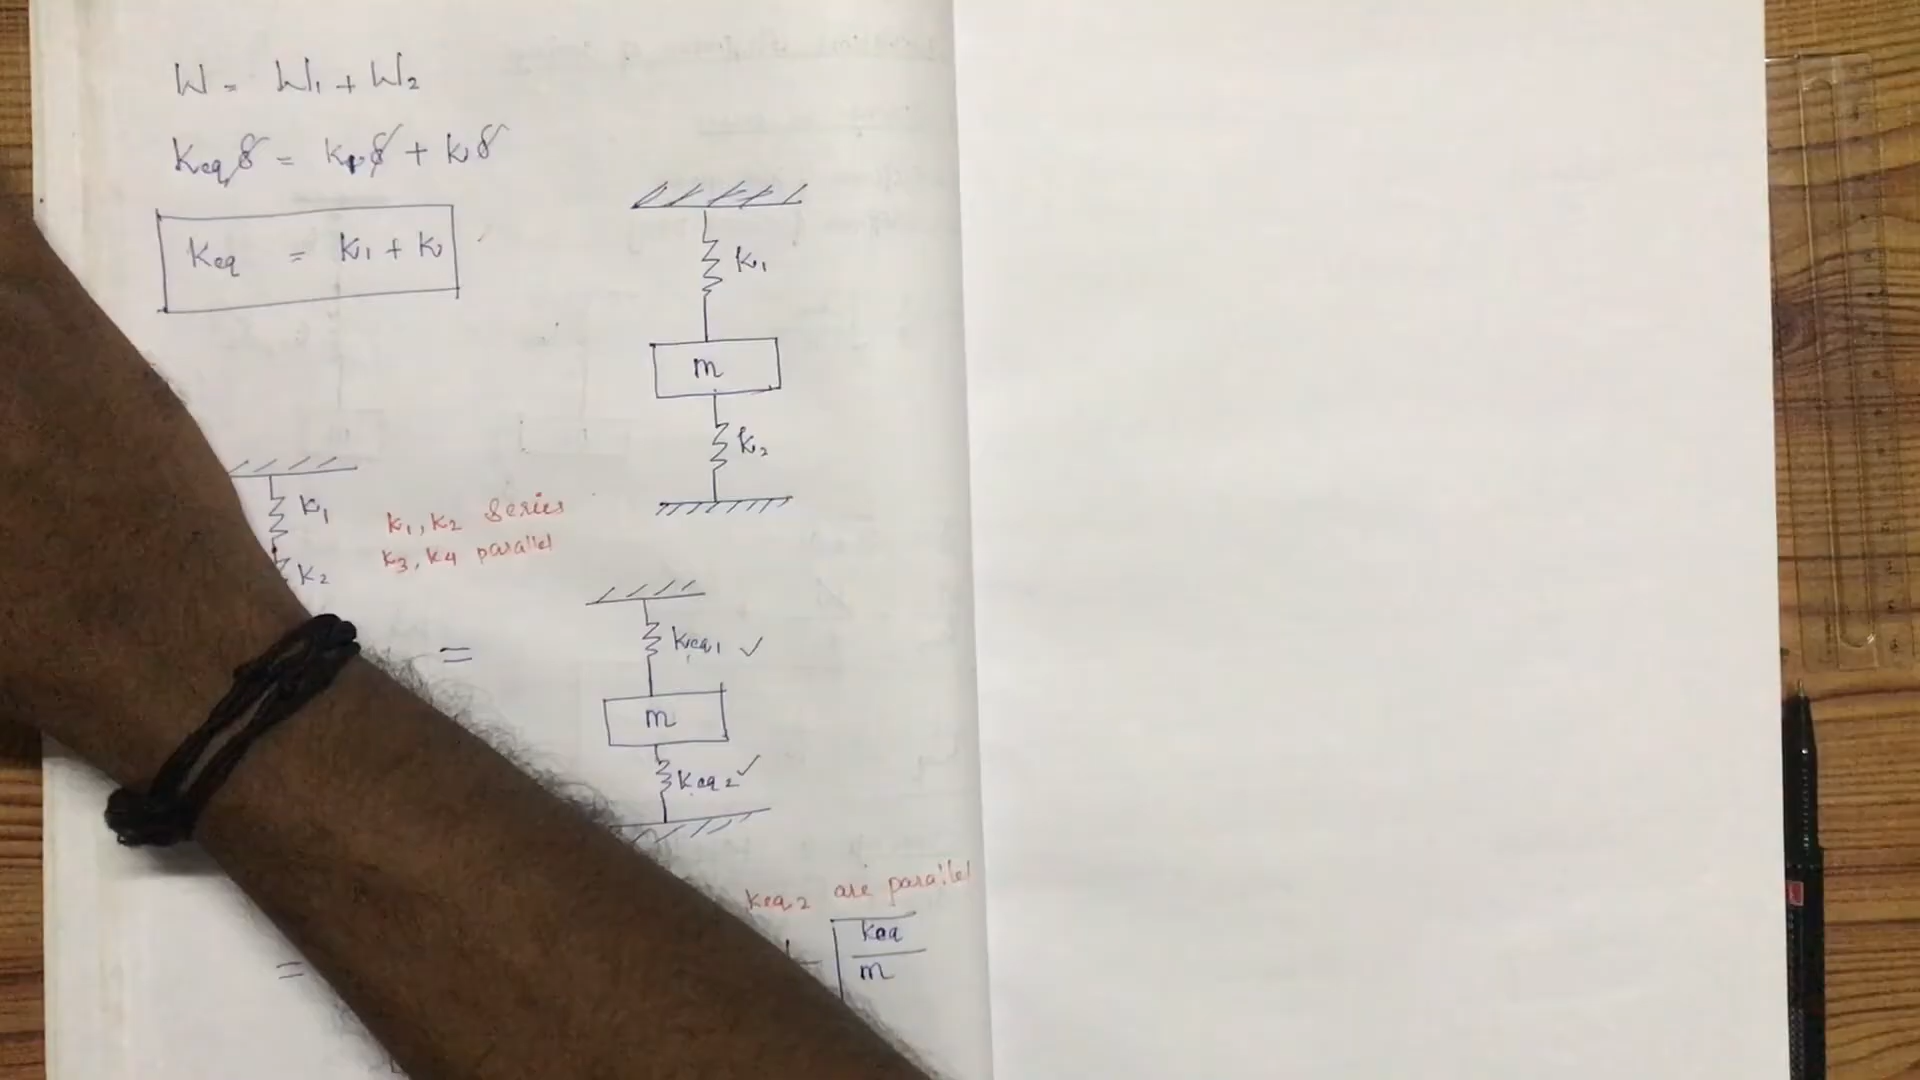 W = W₁ + W₂
Keq δ = K₁ δ + K₂ δ
Keq = K₁ + K₂
K₁
m
K₂
K₁
K₂
K₁, K₂ Series
K₃, K₄ parallel
=
Keq₁ ✓
m
Keq₂ ✓
Keq₂ are parallel
=
√ Keq / m